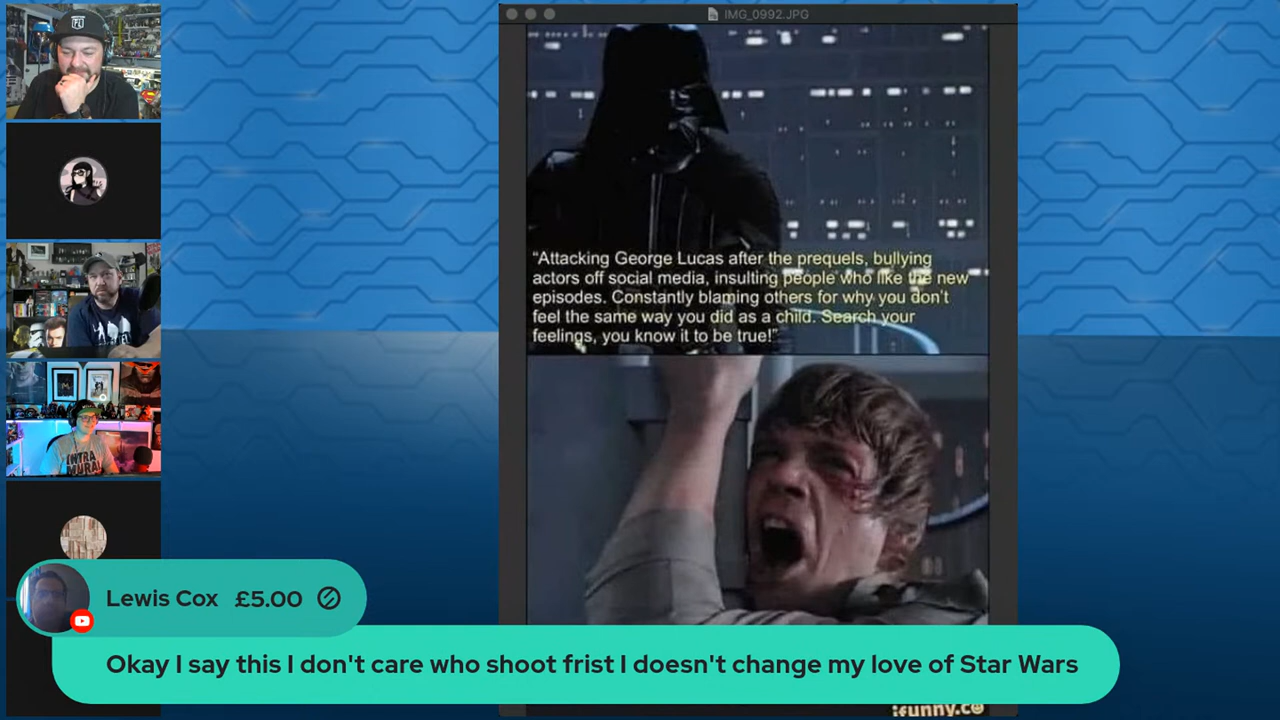 IMG_0992.JPG
“Attacking George Lucas after the prequels, bullying
actors off social media, insulting people who like the new
episodes. Constantly blaming others for why you don't
feel the same way you did as a child. Search your
feelings, you know it to be true!”
INTRA
MURAL
Lewis Cox £5.00
Okay I say this I don't care who shoot frist I doesn't change my love of Star Wars
ifunny.co